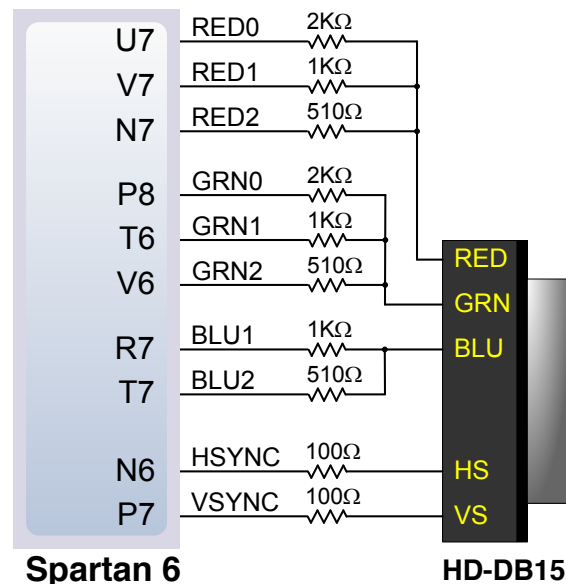 U7 RED0 2KΩ
V7 RED1 1KΩ
N7 RED2 510Ω
P8 GRN0 2KΩ
T6 GRN1 1KΩ
V6 GRN2 510Ω
RED
GRN
R7 BLU1 1KΩ BLU
T7 BLU2 510Ω
N6 HSYNC 100Ω HS
P7 VSYNC 100Ω VS
Spartan 6 HD-DB15